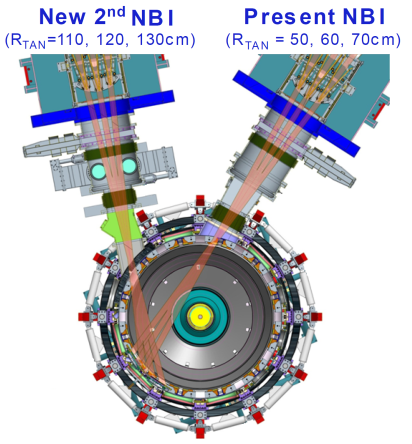 New 2nd NBI
(RTAN=110, 120, 130cm)
Present NBI
(RTAN = 50, 60, 70cm)